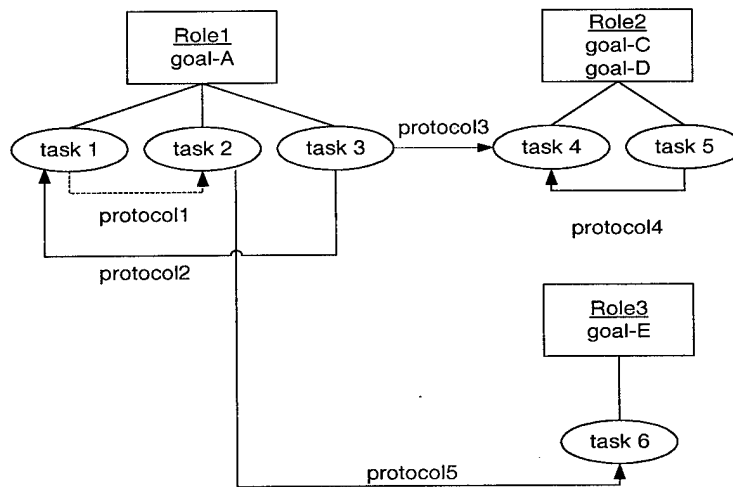 Role1
goal-A
Role2
goal-C
goal-D
task 1
task 2
task 3
protocol3
task 4
task 5
protocol1
protocol4
protocol2
Role3
goal-E
task 6
protocol5